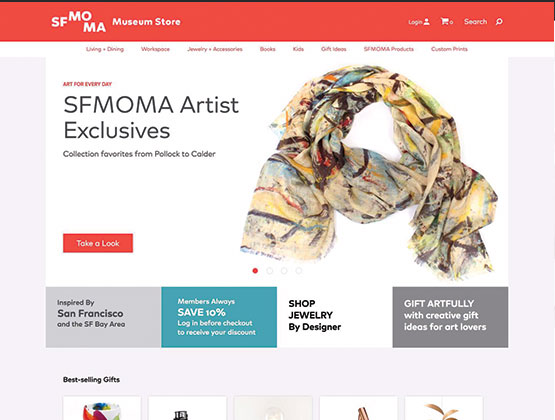 SFMOMA Museum Store
Login
0
Search
Living + Dining
Workspace
Jewelry + Accessories
Books
Kids
Gift Ideas
SFMOMA Products
Custom Prints
ART FOR EVERY DAY
SFMOMA Artist
Exclusives
Collection favorites from Pollock to Calder
Take a Look
Inspired By
San Francisco
and the SF Bay Area
Members Always
SAVE 10%
Log in before checkout
to receive your discount
SHOP
JEWELRY
By Designer
GIFT ARTFULLY
with creative gift
ideas for art lovers
Best-selling Gifts